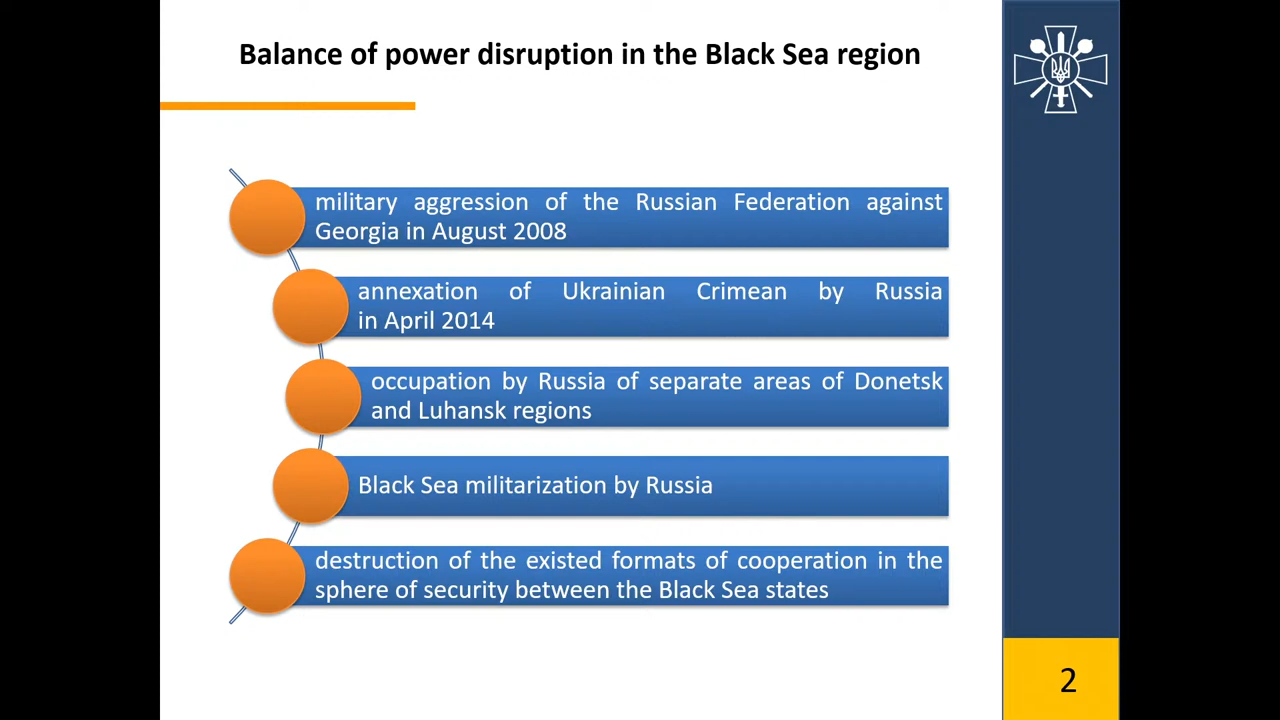 Balance of power disruption in the Black Sea region
military aggression of the Russian Federation against
Georgia in August 2008
annexation of Ukrainian Crimean by Russia
in April 2014
occupation by Russia of separate areas of Donetsk
and Luhansk regions
Black Sea militarization by Russia
destruction of the existed formats of cooperation in the
sphere of security between the Black Sea states
2